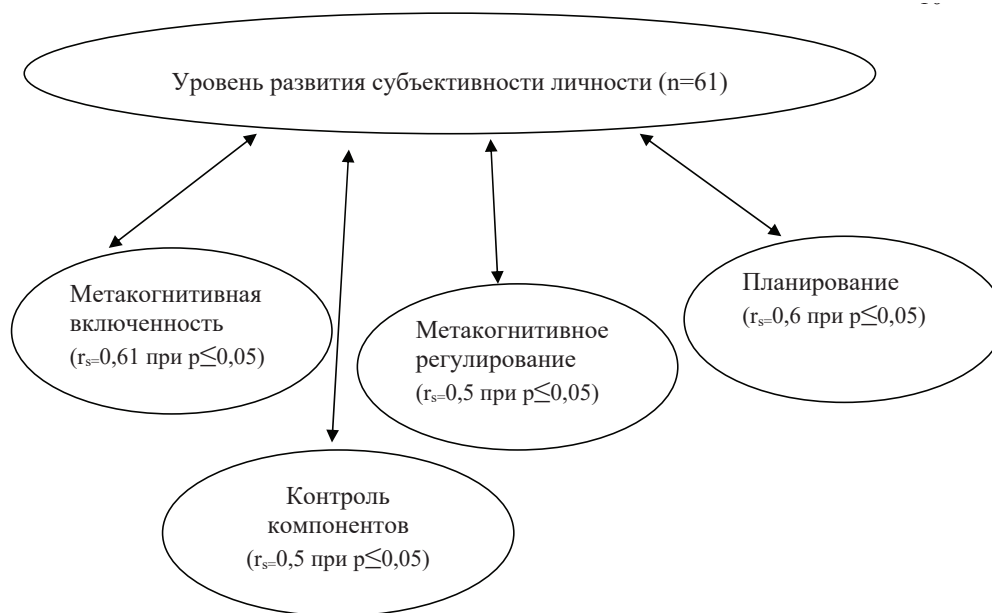 Уровень развития субъективности личности (n=61)
Метакогнитивная
включенность
(rs=0,61 при p≤0,05)
Метакогнитивное
регулирование
(rs=0,5 при p≤0,05)
Планирование
(rs=0,6 при p≤0,05)
Контроль
компонентов
(rs=0,5 при p≤0,05)